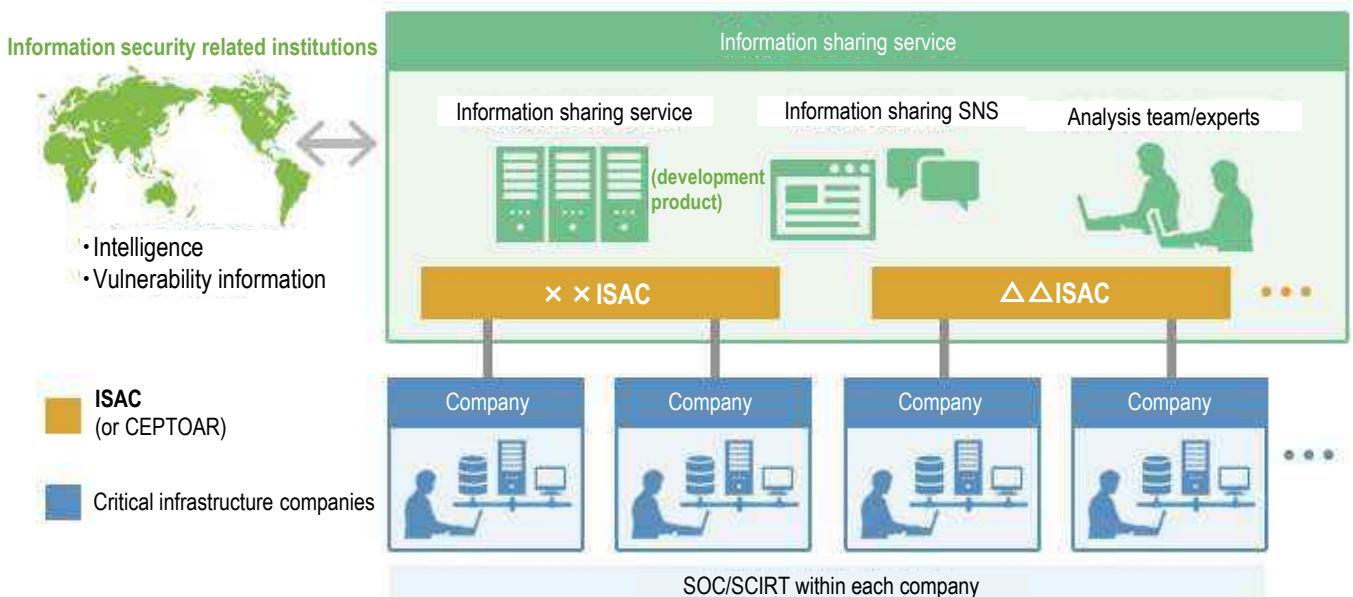 Information security related institutions
・Intelligence
・Vulnerability information
Information sharing service
Information sharing service
Information sharing SNS
Analysis team/experts
(development
product)
× × ISAC
△△ISAC
ISAC
(or CEPTOAR)
Critical infrastructure companies
Company
Company
Company
Company
SOC/SCIRT within each company